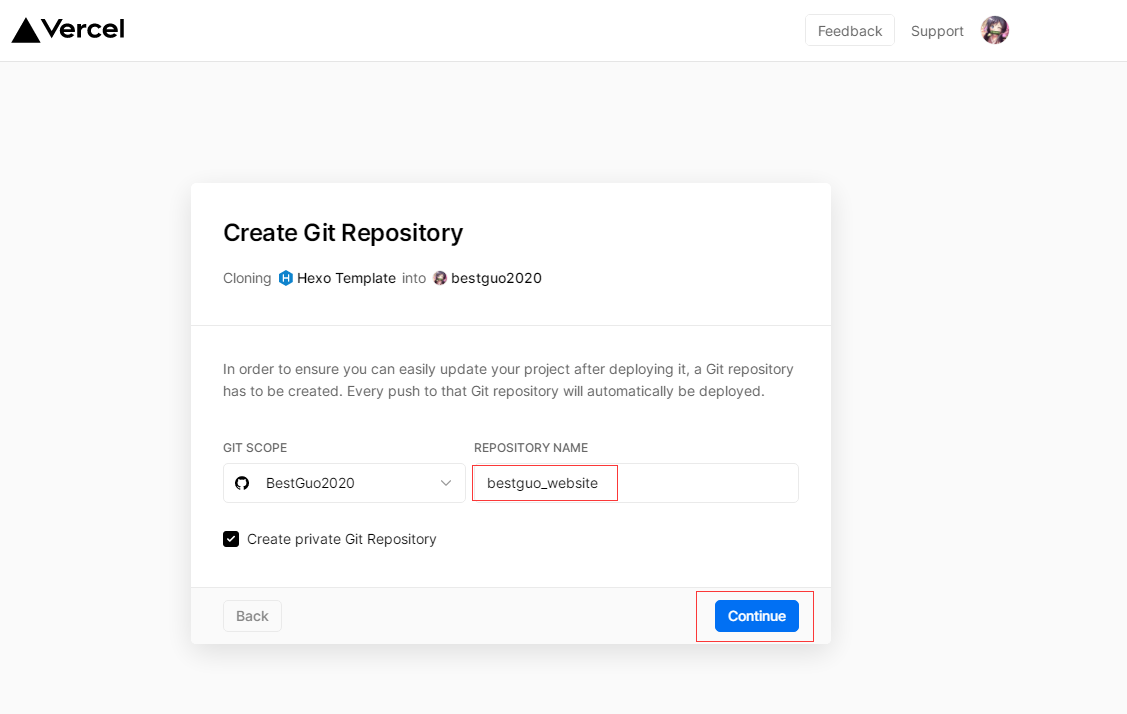 Vercel
Feedback
Support
Create Git Repository
Cloning Hexo Template into bestguo2020
In order to ensure you can easily update your project after deploying it, a Git repository
has to be created. Every push to that Git repository will automatically be deployed.
GIT SCOPE
REPOSITORY NAME
BestGuo2020
bestguo_website
Create private Git Repository
Back
Continue